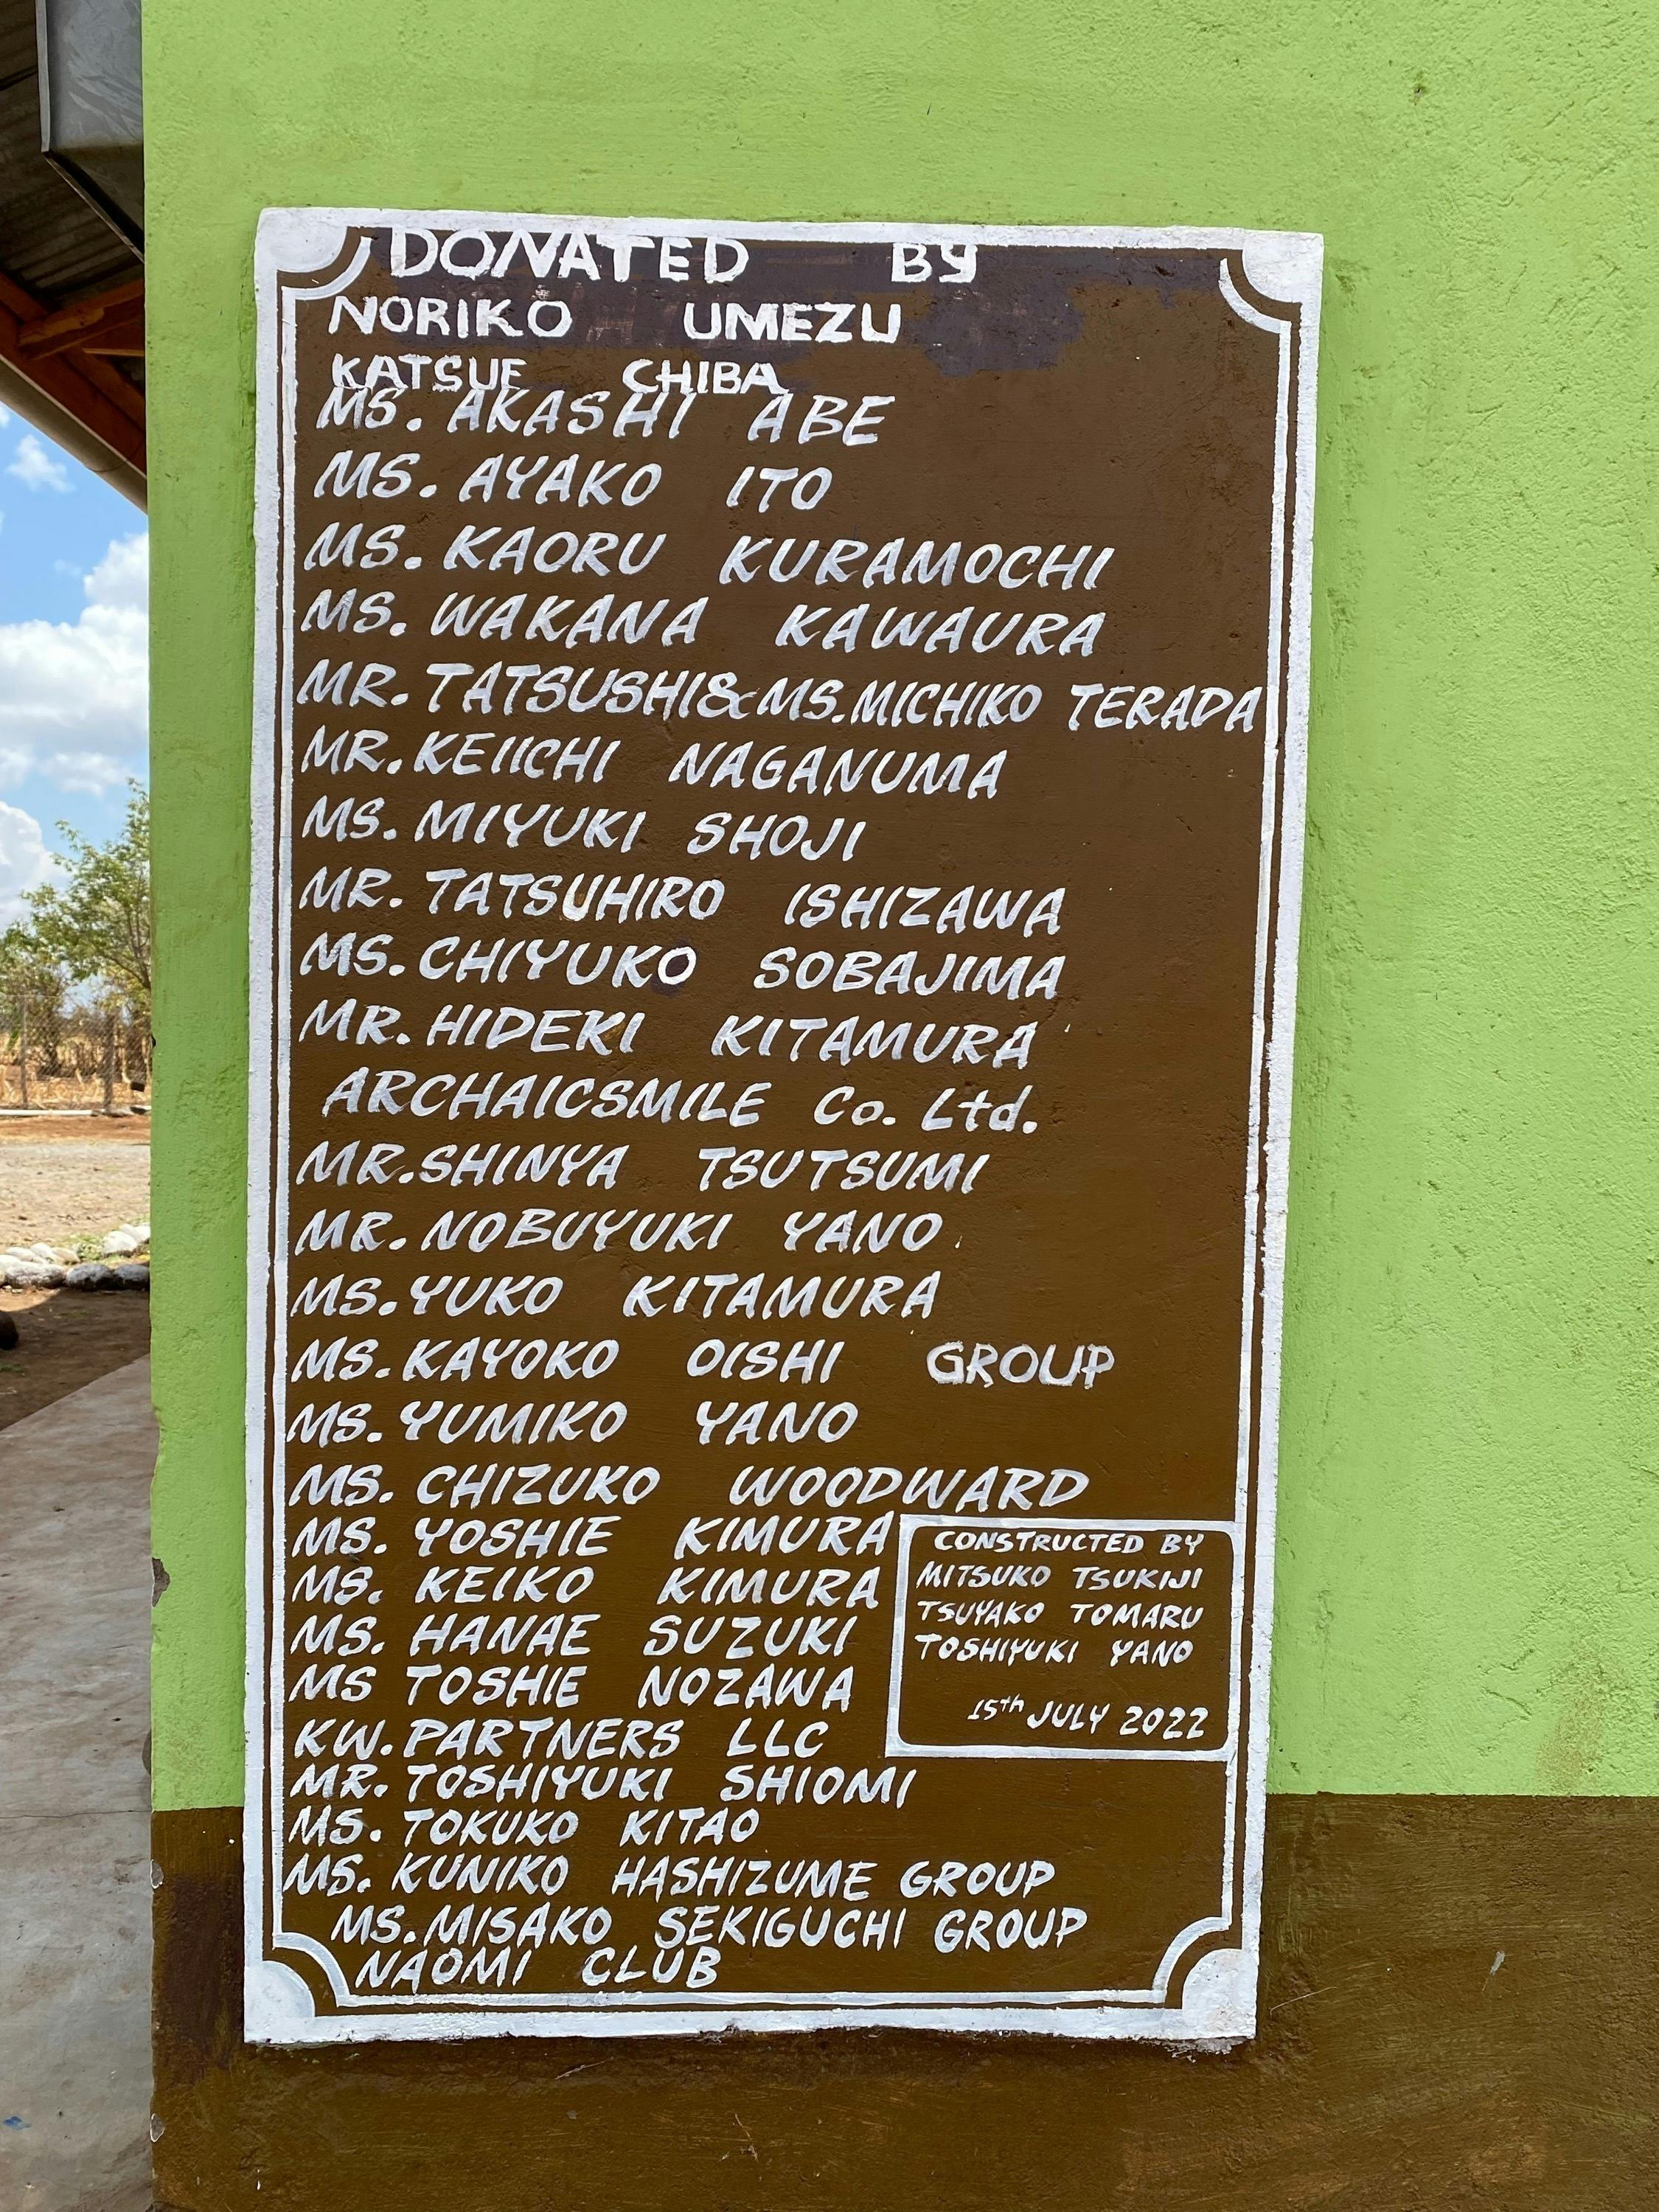 DONATED BY
NORIKO UMEZU
KATSUE CHIBA
MS. AKASHI ABE
MS. AYAKO ITO
MS. KAORU KURAMOCHI
MS. WAKANA KAWAURA
MR. TATSUSHI & MS. MICHIKO TERADA
MR. KEIICHI NAGANUMA
MS. MIYUKI SHOJI
MR. TATSUHIRO ISHIZAWA
MS. CHIYUKO SOBAJIMA
MR. HIDEKI KITAMURA
ARCHAICSMILE Co. Ltd.
MR. SHINYA TSUTSUMI
MR. NOBUYUKI YANO
MS. YUKO KITAMURA
MS. KAYOKO OISHI GROUP
MS. YUMIKO YANO
MS. CHIZUKO WOODWARD
MS. YOSHIE KIMURA
MS. KEIKO KIMURA
MS. HANAE SUZUKI
MS TOSHIE NOZAWA
KW. PARTNERS LLC
MR. TOSHIYUKI SHIOMI
MS. TOKUKO KITAO
MS. KUNIKO HASHIZUME GROUP
MS. MISAKO SEKIGUCHI GROUP
NAOMI CLUB
CONSTRUCTED BY
MITSUKO TSUKIJI
TSUYAKO TOMARU
TOSHIYUKI YANO
15th JULY 2022